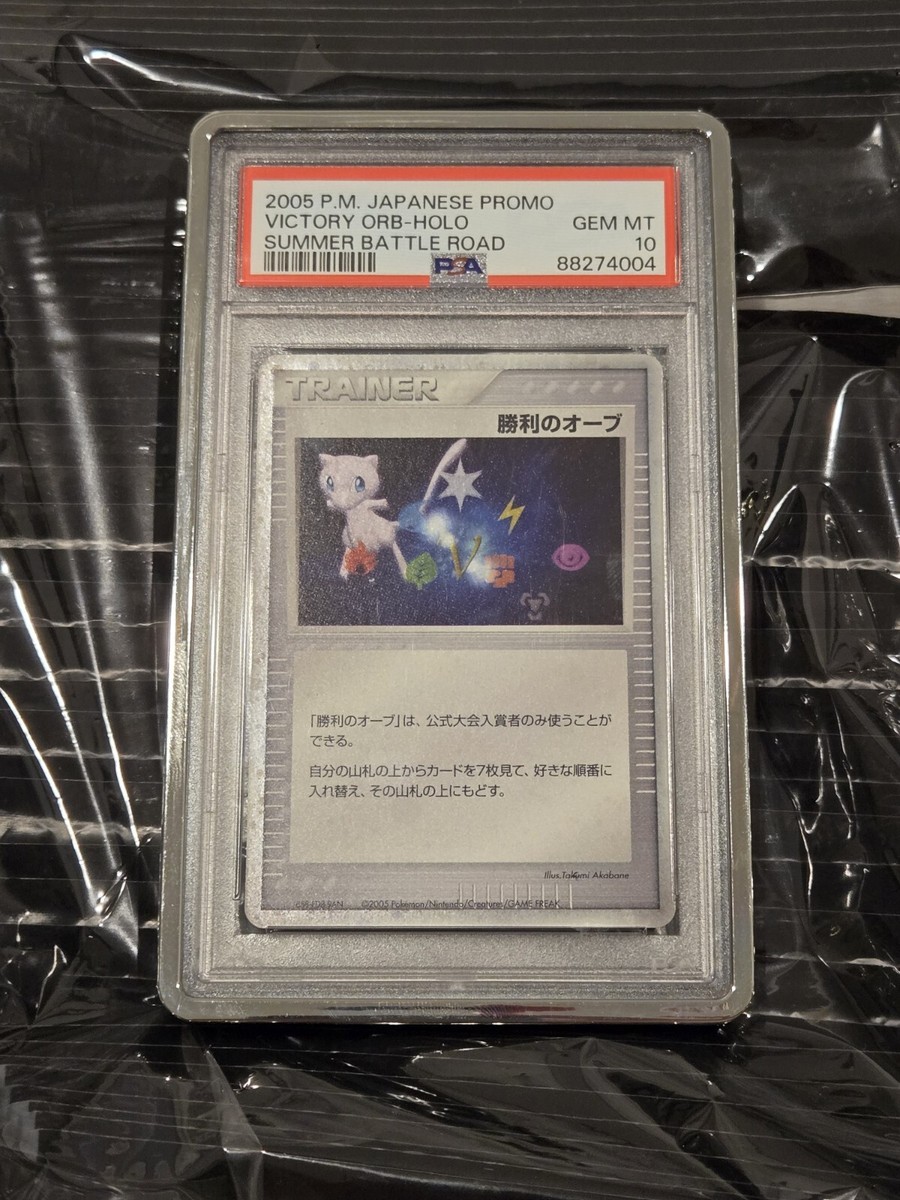 2005 P.M. JAPANESE PROMO
VICTORY ORB-HOLO GEM MT
SUMMER BATTLE ROAD 10
PSA 88274004
TRAINER
勝利のオーブ
「勝利のオーブ」は、公式大会入賞者のみ使うことが
できる。
自分の山札の上からカードを7枚見て、好きな順番に
入れ替え、その山札の上にもどす。
Illus.Takumi Akabane
©2005 Pokémon/Nintendo/Creatures/GAME FREAK.